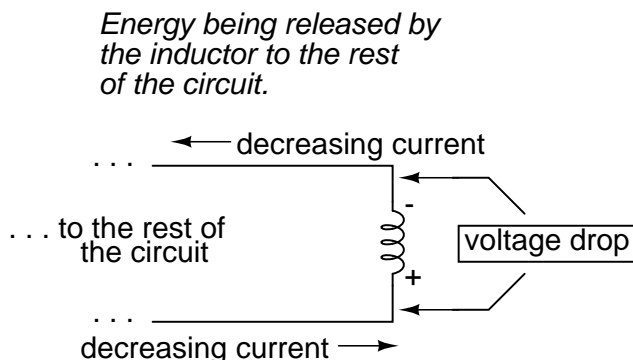 Energy being released by
the inductor to the rest
of the circuit.
decreasing current
. . .
-
. . . to the rest of
the circuit
voltage drop
+
. . .
decreasing current